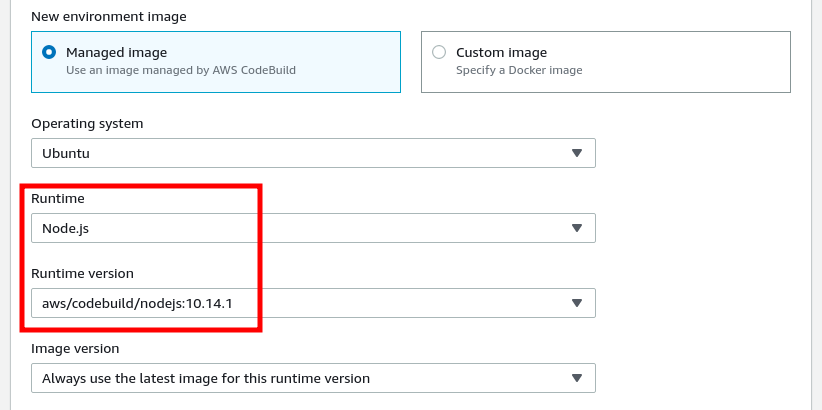 New environment image
Managed image
Use an image managed by AWS CodeBuild
Custom image
Specify a Docker image
Operating system
Ubuntu
Runtime
Node.js
Runtime version
aws/codebuild/nodejs:10.14.1
Image version
Always use the latest image for this runtime version